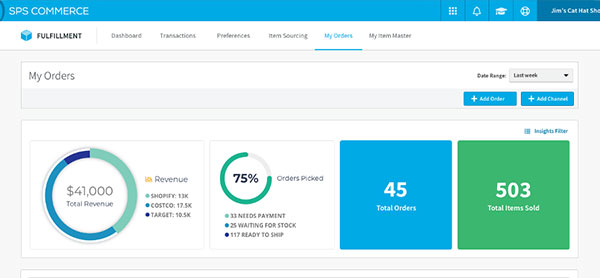 SPS COMMERCE
Jim's Cat Hat Sho
FULFILLMENT
Dashboard
Transactions
Preferences
Item Sourcing
My Orders
My Item Master
My Orders
Date Range:
Last week
+ Add Order
+ Add Channel
Insights Filter
$41,000
Total Revenue
Revenue
SHOPIFY: 13K
COSTCO: 17.5K
TARGET: 10.5K
75%
Orders Picked
33 NEEDS PAYMENT
25 WAITING FOR STOCK
117 READY TO SHIP
45
Total Orders
503
Total Items Sold